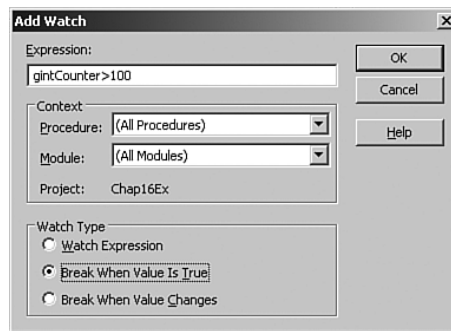 Add Watch
Expression:
gintCounter>100
OK
Cancel
Help
Context
Procedure: (All Procedures)
Module: (All Modules)
Project: Chap16Ex
Watch Type
Watch Expression
Break When Value Is True
Break When Value Changes